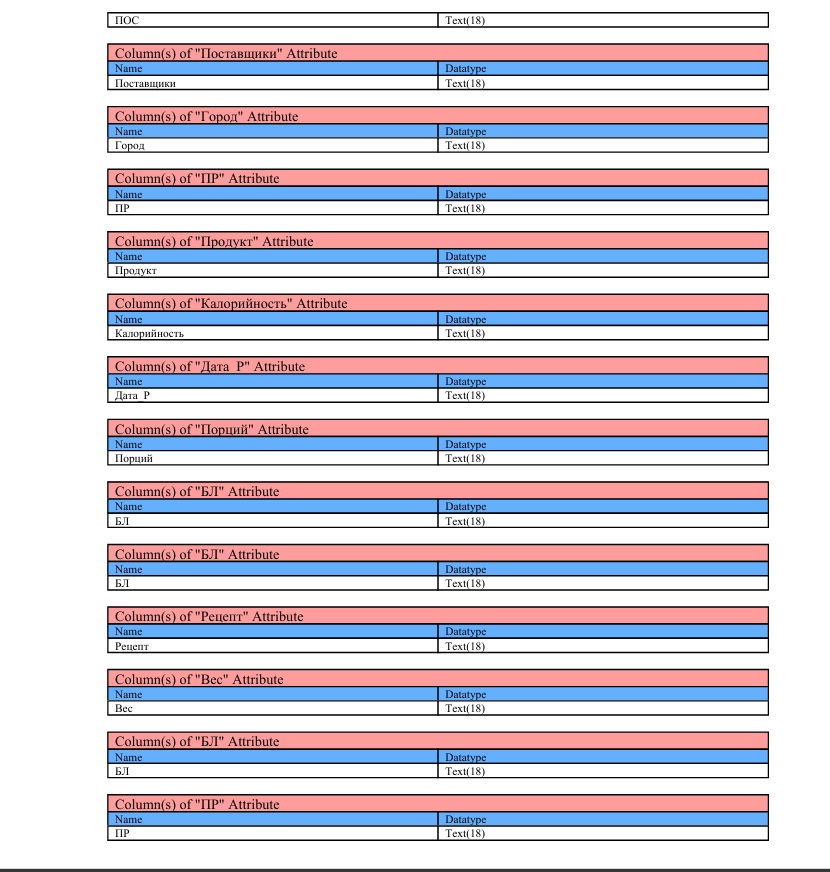 ПОС Text(18)
Column(s) of "Поставщики" Attribute
Name Datatype
Поставщики Text(18)
Column(s) of "Город" Attribute
Name Datatype
Город Text(18)
Column(s) of "ПР" Attribute
Name Datatype
ПР Text(18)
Column(s) of "Продукт" Attribute
Name Datatype
Продукт Text(18)
Column(s) of "Калорийность" Attribute
Name Datatype
Калорийность Text(18)
Column(s) of "Дата_Р" Attribute
Name Datatype
Дата_Р Text(18)
Column(s) of "Порций" Attribute
Name Datatype
Порций Text(18)
Column(s) of "БЛ" Attribute
Name Datatype
БЛ Text(18)
Column(s) of "БЛ" Attribute
Name Datatype
БЛ Text(18)
Column(s) of "Рецепт" Attribute
Name Datatype
Рецепт Text(18)
Column(s) of "Вес" Attribute
Name Datatype
Вес Text(18)
Column(s) of "БЛ" Attribute
Name Datatype
БЛ Text(18)
Column(s) of "ПР" Attribute
Name Datatype
ПР Text(18)